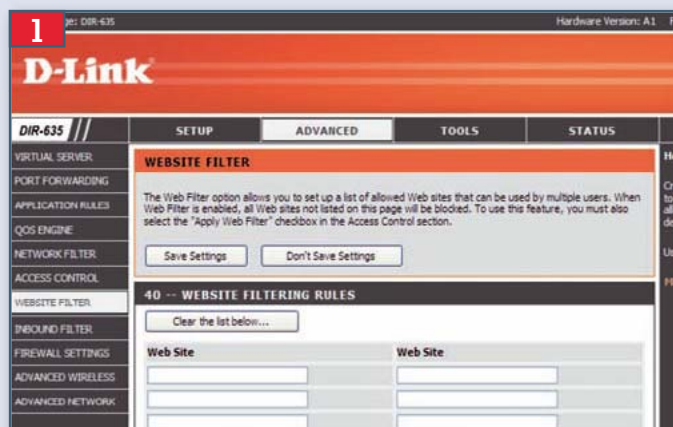 1
ge: DIR-635
Hardware Version: A1
D-Link
DIR-635
SETUP
ADVANCED
TOOLS
STATUS
VIRTUAL SERVER
PORT FORWARDING
APPLICATION RULES
QOS ENGINE
NETWORK FILTER
ACCESS CONTROL
WEBSITE FILTER
INBOUND FILTER
FIREWALL SETTINGS
ADVANCED WIRELESS
ADVANCED NETWORK
WEBSITE FILTER
The Web Filter option allows you to set up a list of allowed Web sites that can be used by multiple users. When
Web Filter is enabled, all Web sites not listed on this page will be blocked. To use this feature, you must also
select the "Apply Web Filter" checkbox in the Access Control section.
Save Settings
Don't Save Settings
40 -- WEBSITE FILTERING RULES
Clear the list below...
Web Site
Web Site